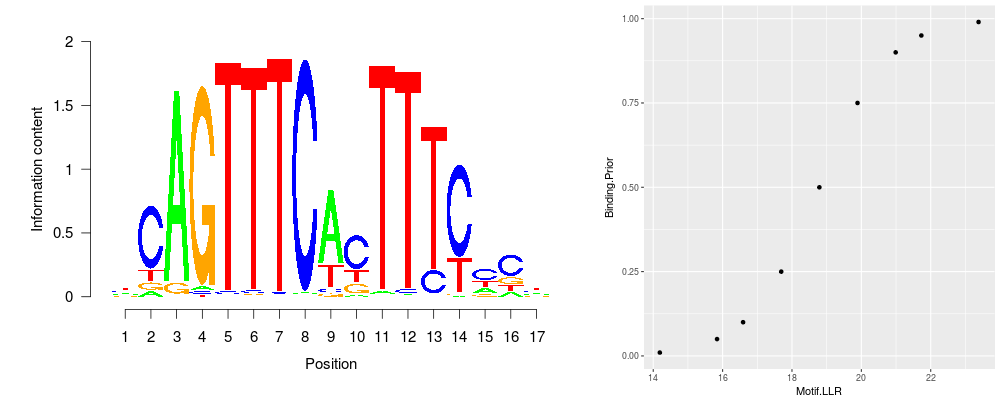 2
1.5
1
0.5
0
Information content
CAGTTTCACTTTCCC
1 2 3 4 5 6 7 8 9 10 11 12 13 14 15 16 17
Position
1.00
0.75
0.50
0.25
0.00
Binding.Prior
14 16 18 20 22
Motif.LLR